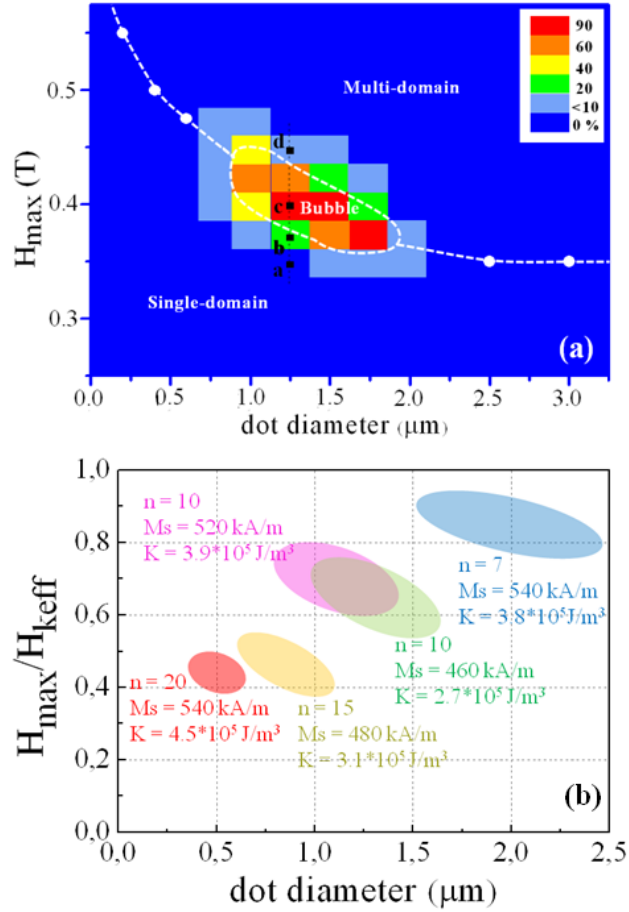 90
60
40
20
<10
0 %
Multi-domain
d
c
Bubble
b
a
Single-domain
(a)
0.5
0.4
0.3
H_max (T)
0.0 0.5 1.0 1.5 2.0 2.5 3.0
dot diameter (μm)
1,0
0,8
0,6
0,4
0,2
0,0
H_max/H_keff
n = 10
Ms = 520 kA/m
K = 3.9*10⁵ J/m³
n = 7
Ms = 540 kA/m
K = 3.8*10⁵ J/m³
n = 10
Ms = 460 kA/m
K = 2.7*10⁵ J/m³
n = 20
Ms = 540 kA/m
K = 4.5*10⁵ J/m³
n = 15
Ms = 480 kA/m
K = 3.1*10⁵ J/m³
(b)
0,0 0,5 1,0 1,5 2,0 2,5
dot diameter (μm)